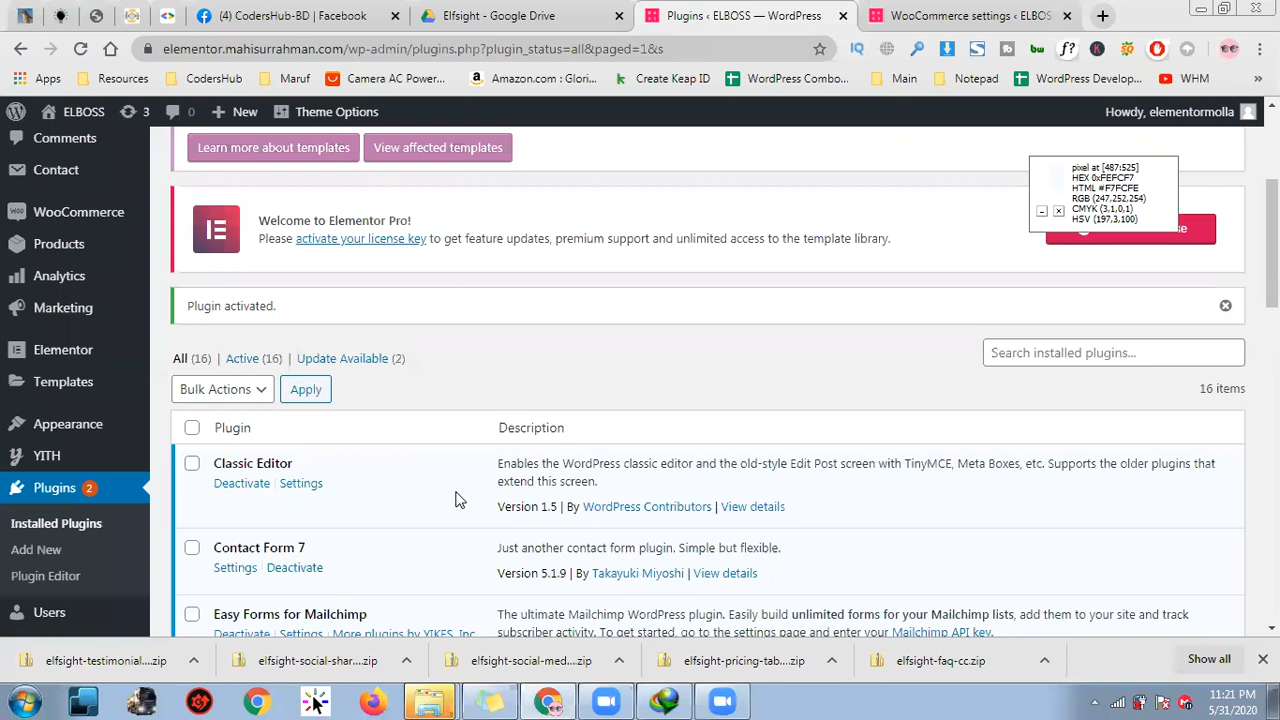 (4) CodersHub-BD | Facebook
Elfsight - Google Drive
Plugins ‹ ELBOSS — WordPress
WooCommerce settings ‹ ELBOSS
elementor.mahisurrahman.com/wp-admin/plugins.php?plugin_status=all&paged=1&s
Apps
Resources
CodersHub
Maruf
Camera AC Power...
Amazon.com : Glori...
Create Keap ID
WordPress Combo...
Main
Notepad
WordPress Develop...
WHM
ELBOSS
3
0
New
Theme Options
Howdy, elementormolla
Comments
Contact
WooCommerce
Products
Analytics
Marketing
Elementor
Templates
Appearance
YITH
Plugins 2
Installed Plugins
Add New
Plugin Editor
Users
Learn more about templates
View affected templates
pixel at [487:525]
HEX 0xFEFCF7
HTML #F7FCFE
RGB (247,252,254)
CMYK (3,1,0,1)
HSV (197,3,100)
Welcome to Elementor Pro!
Please activate your license key to get feature updates, premium support and unlimited access to the template library.
Plugin activated.
All (16) | Active (16) | Update Available (2)
Search installed plugins...
Bulk Actions
Apply
16 items
Plugin
Description
Classic Editor
Deactivate | Settings
Enables the WordPress classic editor and the old-style Edit Post screen with TinyMCE, Meta Boxes, etc. Supports the older plugins that
extend this screen.
Version 1.5 | By WordPress Contributors | View details
Contact Form 7
Settings | Deactivate
Just another contact form plugin. Simple but flexible.
Version 5.1.9 | By Takayuki Miyoshi | View details
Easy Forms for Mailchimp
Deactivate | Settings | More plugins by YIKES, Inc.
The ultimate Mailchimp WordPress plugin. Easily build unlimited forms for your Mailchimp lists, add them to your site and track
subscriber activity. To get started, go to the settings page and enter your Mailchimp API key.
elfsight-testimonial....zip
elfsight-social-shar....zip
elfsight-social-med....zip
elfsight-pricing-tab....zip
elfsight-faq-cc.zip
Show all
11:21 PM
5/31/2020